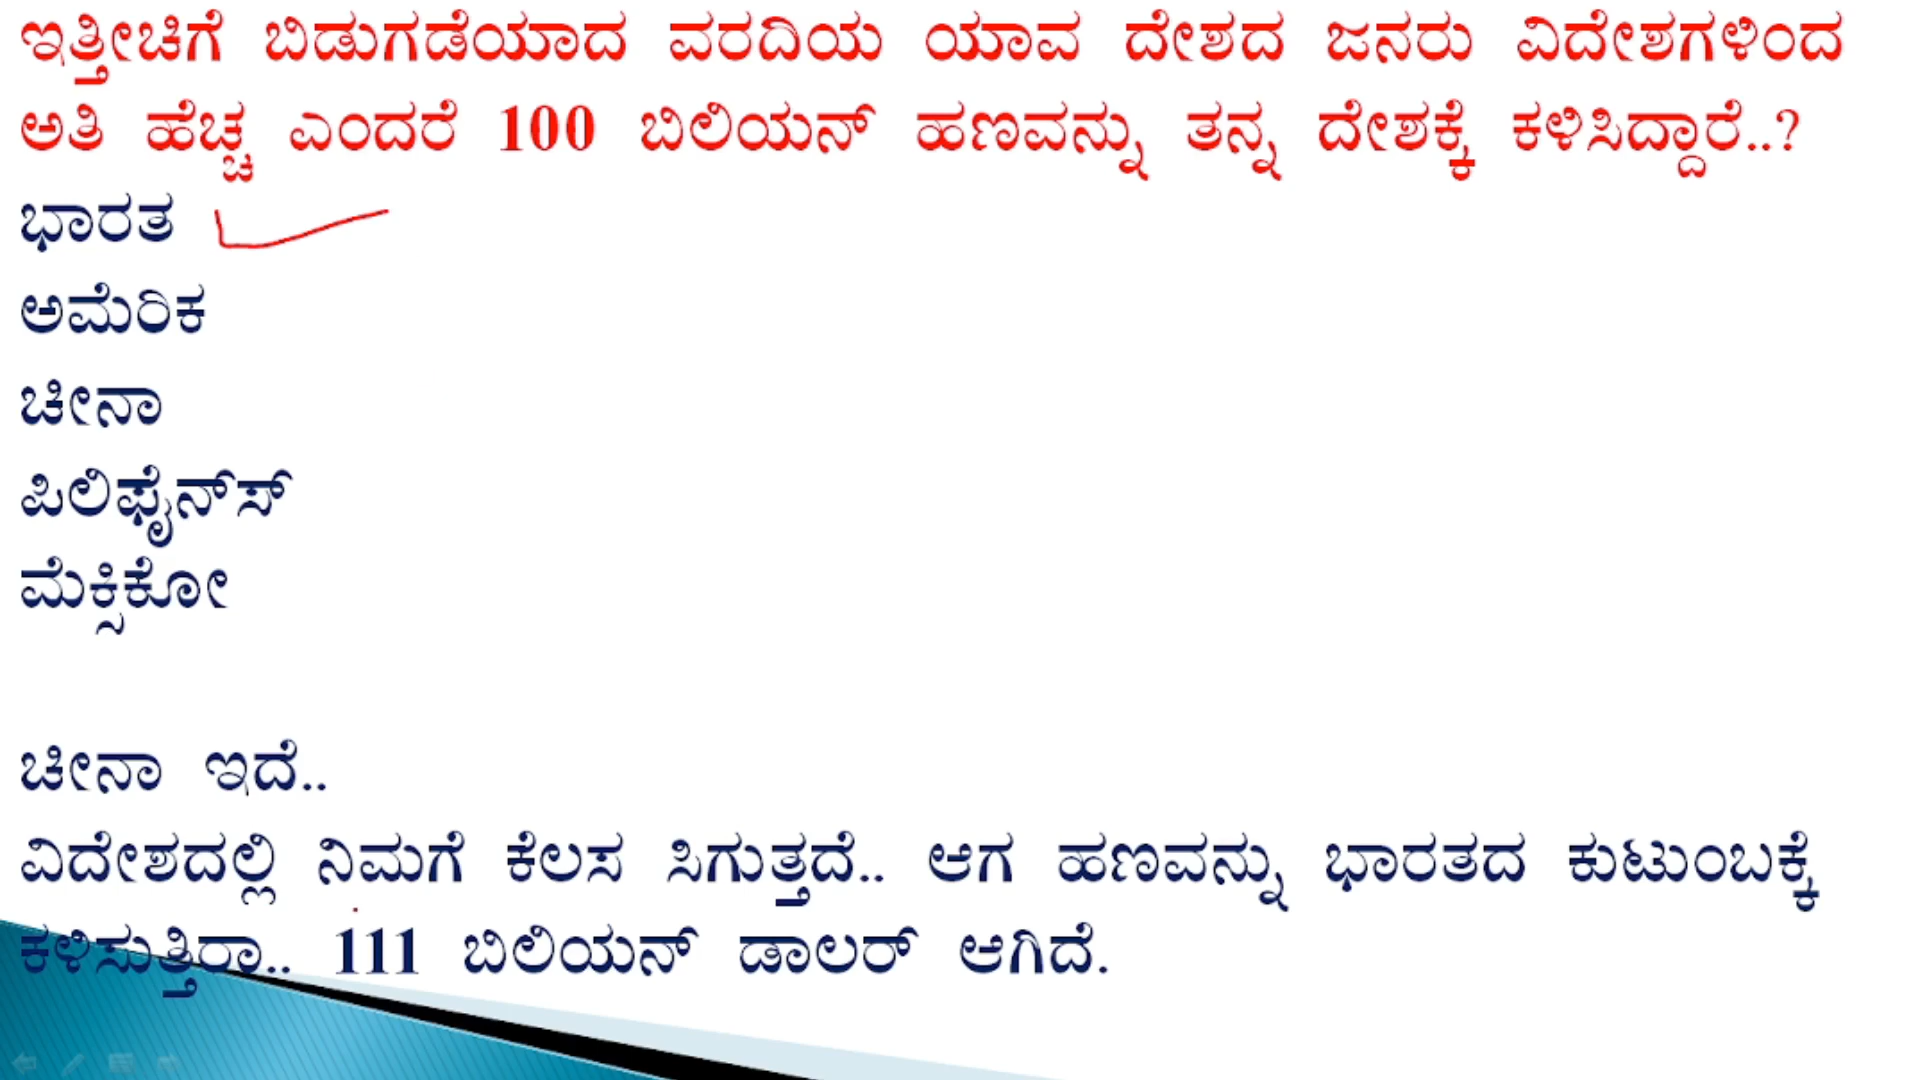 ಇತ್ತೀಚಿಗೆ ಬಿಡುಗಡೆಯಾದ ವರದಿಯ ಯಾವ ದೇಶದ ಜನರು ವಿದೇಶಗಳಿಂದ
ಅತಿ ಹೆಚ್ಚ ಎಂದರೆ 100 ಬಿಲಿಯನ್ ಹಣವನ್ನು ತನ್ನ ದೇಶಕ್ಕೆ ಕಳಿಸಿದ್ದಾರೆ..?
ಭಾರತ
ಅಮೆರಿಕ
ಚೀನಾ
ಪಿಲಿಫೈನ್‌ಸ್
ಮೆಕ್ಸಿಕೋ
ಚೀನಾ ಇದೆ..
ವಿದೇಶದಲ್ಲಿ ನಿಮಗೆ ಕೆಲಸ ಸಿಗುತ್ತದೆ.. ಆಗ ಹಣವನ್ನು ಭಾರತದ ಕುಟುಂಬಕ್ಕೆ
ಕಳಿಸುತ್ತಿರಾ.. 111 ಬಿಲಿಯನ್ ಡಾಲರ್ ಆಗಿದೆ.